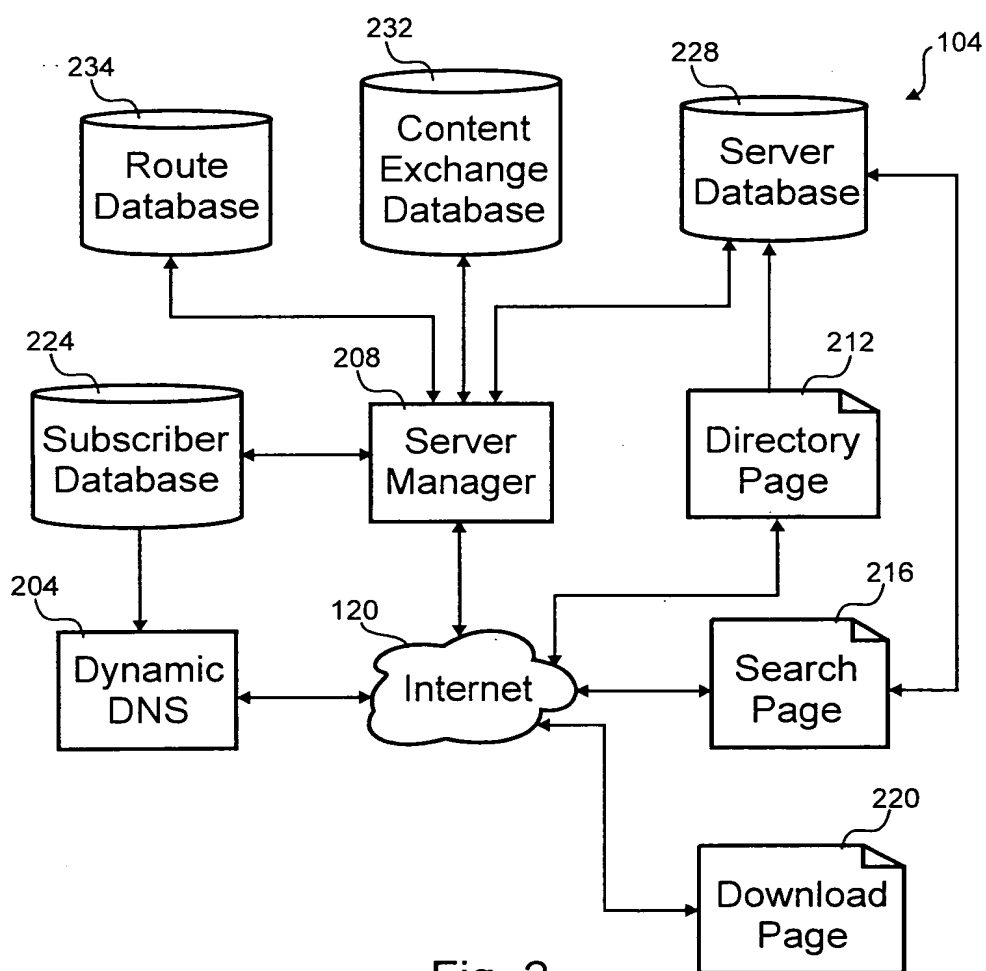 232
104
234
228
Content
Exchange
Database
Route
Database
Server
Database
224
208
212
Subscriber
Database
Server
Manager
Directory
Page
204
120
216
Dynamic
DNS
Internet
Search
Page
220
Download
Page